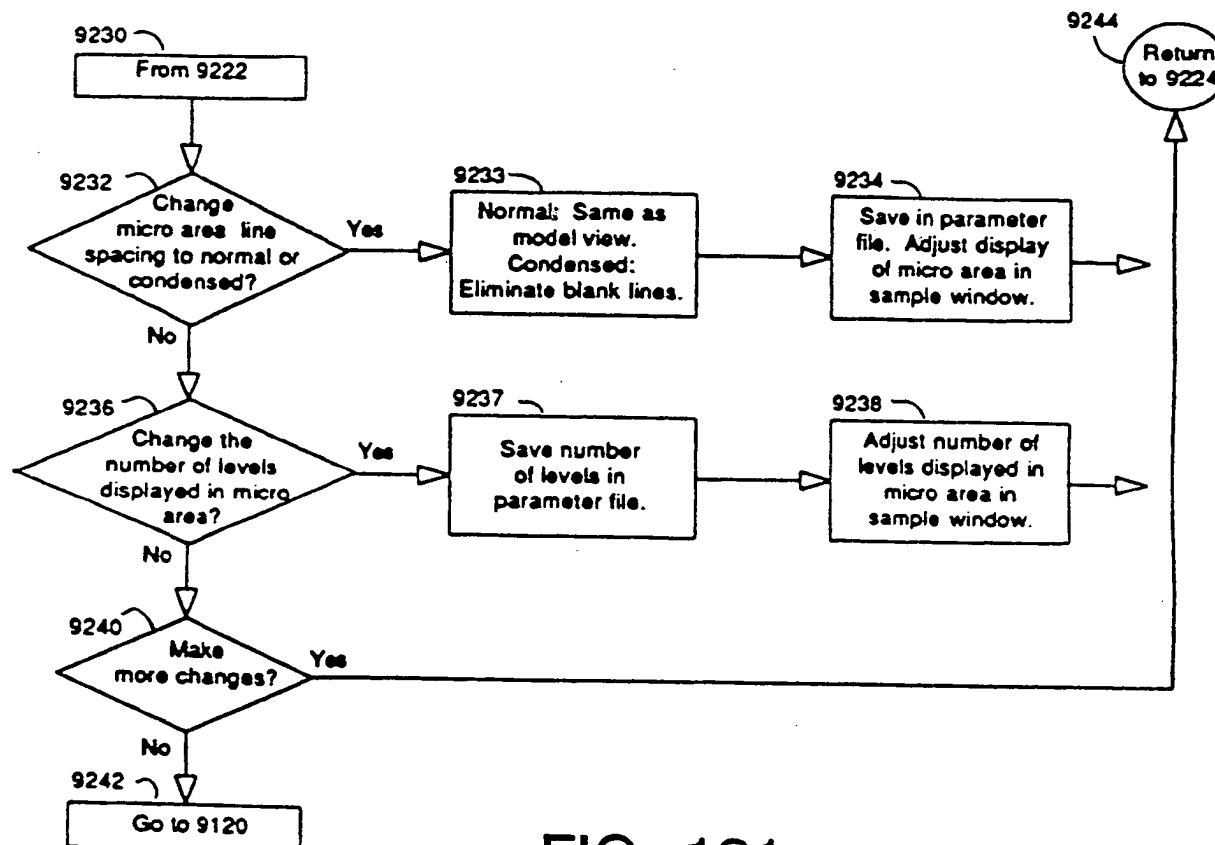 9230
From 9222
9244
Return
to 9224
9232
Change
micro area line
spacing to normal or
condensed?
Yes
No
9233
Normal: Same as
model view.
Condensed:
Eliminate blank lines.
9234
Save in parameter
file. Adjust display
of micro area in
sample window.
9236
Change the
number of levels
displayed in micro
area?
Yes
No
9237
Save number
of levels in
parameter file.
9238
Adjust number of
levels displayed in
micro area in
sample window.
9240
Make
more changes?
Yes
No
9242
Go to 9120